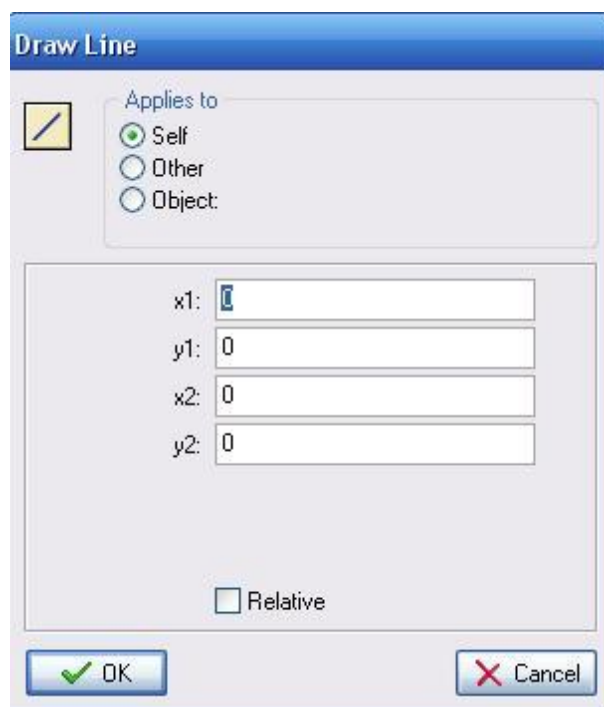 Draw Line
Applies to
Self
Other
Object:
x1: 0
y1: 0
x2: 0
y2: 0
Relative
OK
Cancel